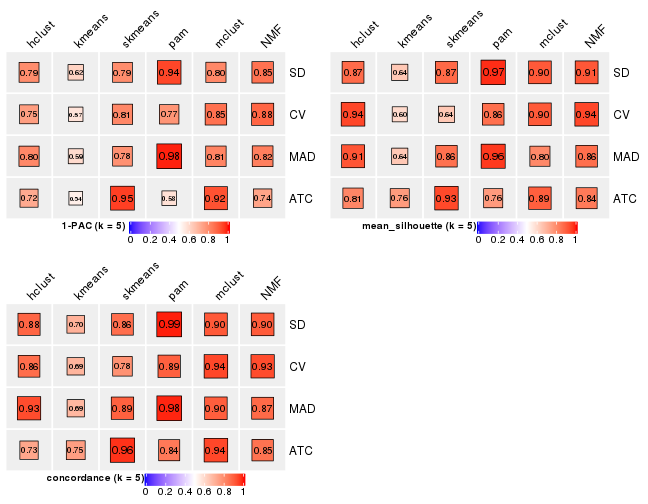 hclust kmeans skmeans pam mclust NMF
0.79 0.62 0.79 0.94 0.80 0.85 SD
0.75 0.57 0.81 0.77 0.85 0.88 CV
0.80 0.59 0.78 0.98 0.81 0.82 MAD
0.72 0.54 0.95 0.58 0.92 0.74 ATC
1-PAC (k = 5)
0 0.2 0.4 0.6 0.8 1
hclust kmeans skmeans pam mclust NMF
0.87 0.64 0.87 0.97 0.90 0.91 SD
0.94 0.60 0.64 0.86 0.90 0.94 CV
0.91 0.64 0.86 0.96 0.80 0.86 MAD
0.81 0.76 0.93 0.76 0.89 0.84 ATC
mean_silhouette (k = 5)
0 0.2 0.4 0.6 0.8 1
hclust kmeans skmeans pam mclust NMF
0.88 0.70 0.86 0.99 0.90 0.90 SD
0.86 0.69 0.78 0.89 0.94 0.93 CV
0.93 0.69 0.89 0.98 0.90 0.87 MAD
0.73 0.75 0.96 0.84 0.94 0.85 ATC
concordance (k = 5)
0 0.2 0.4 0.6 0.8 1